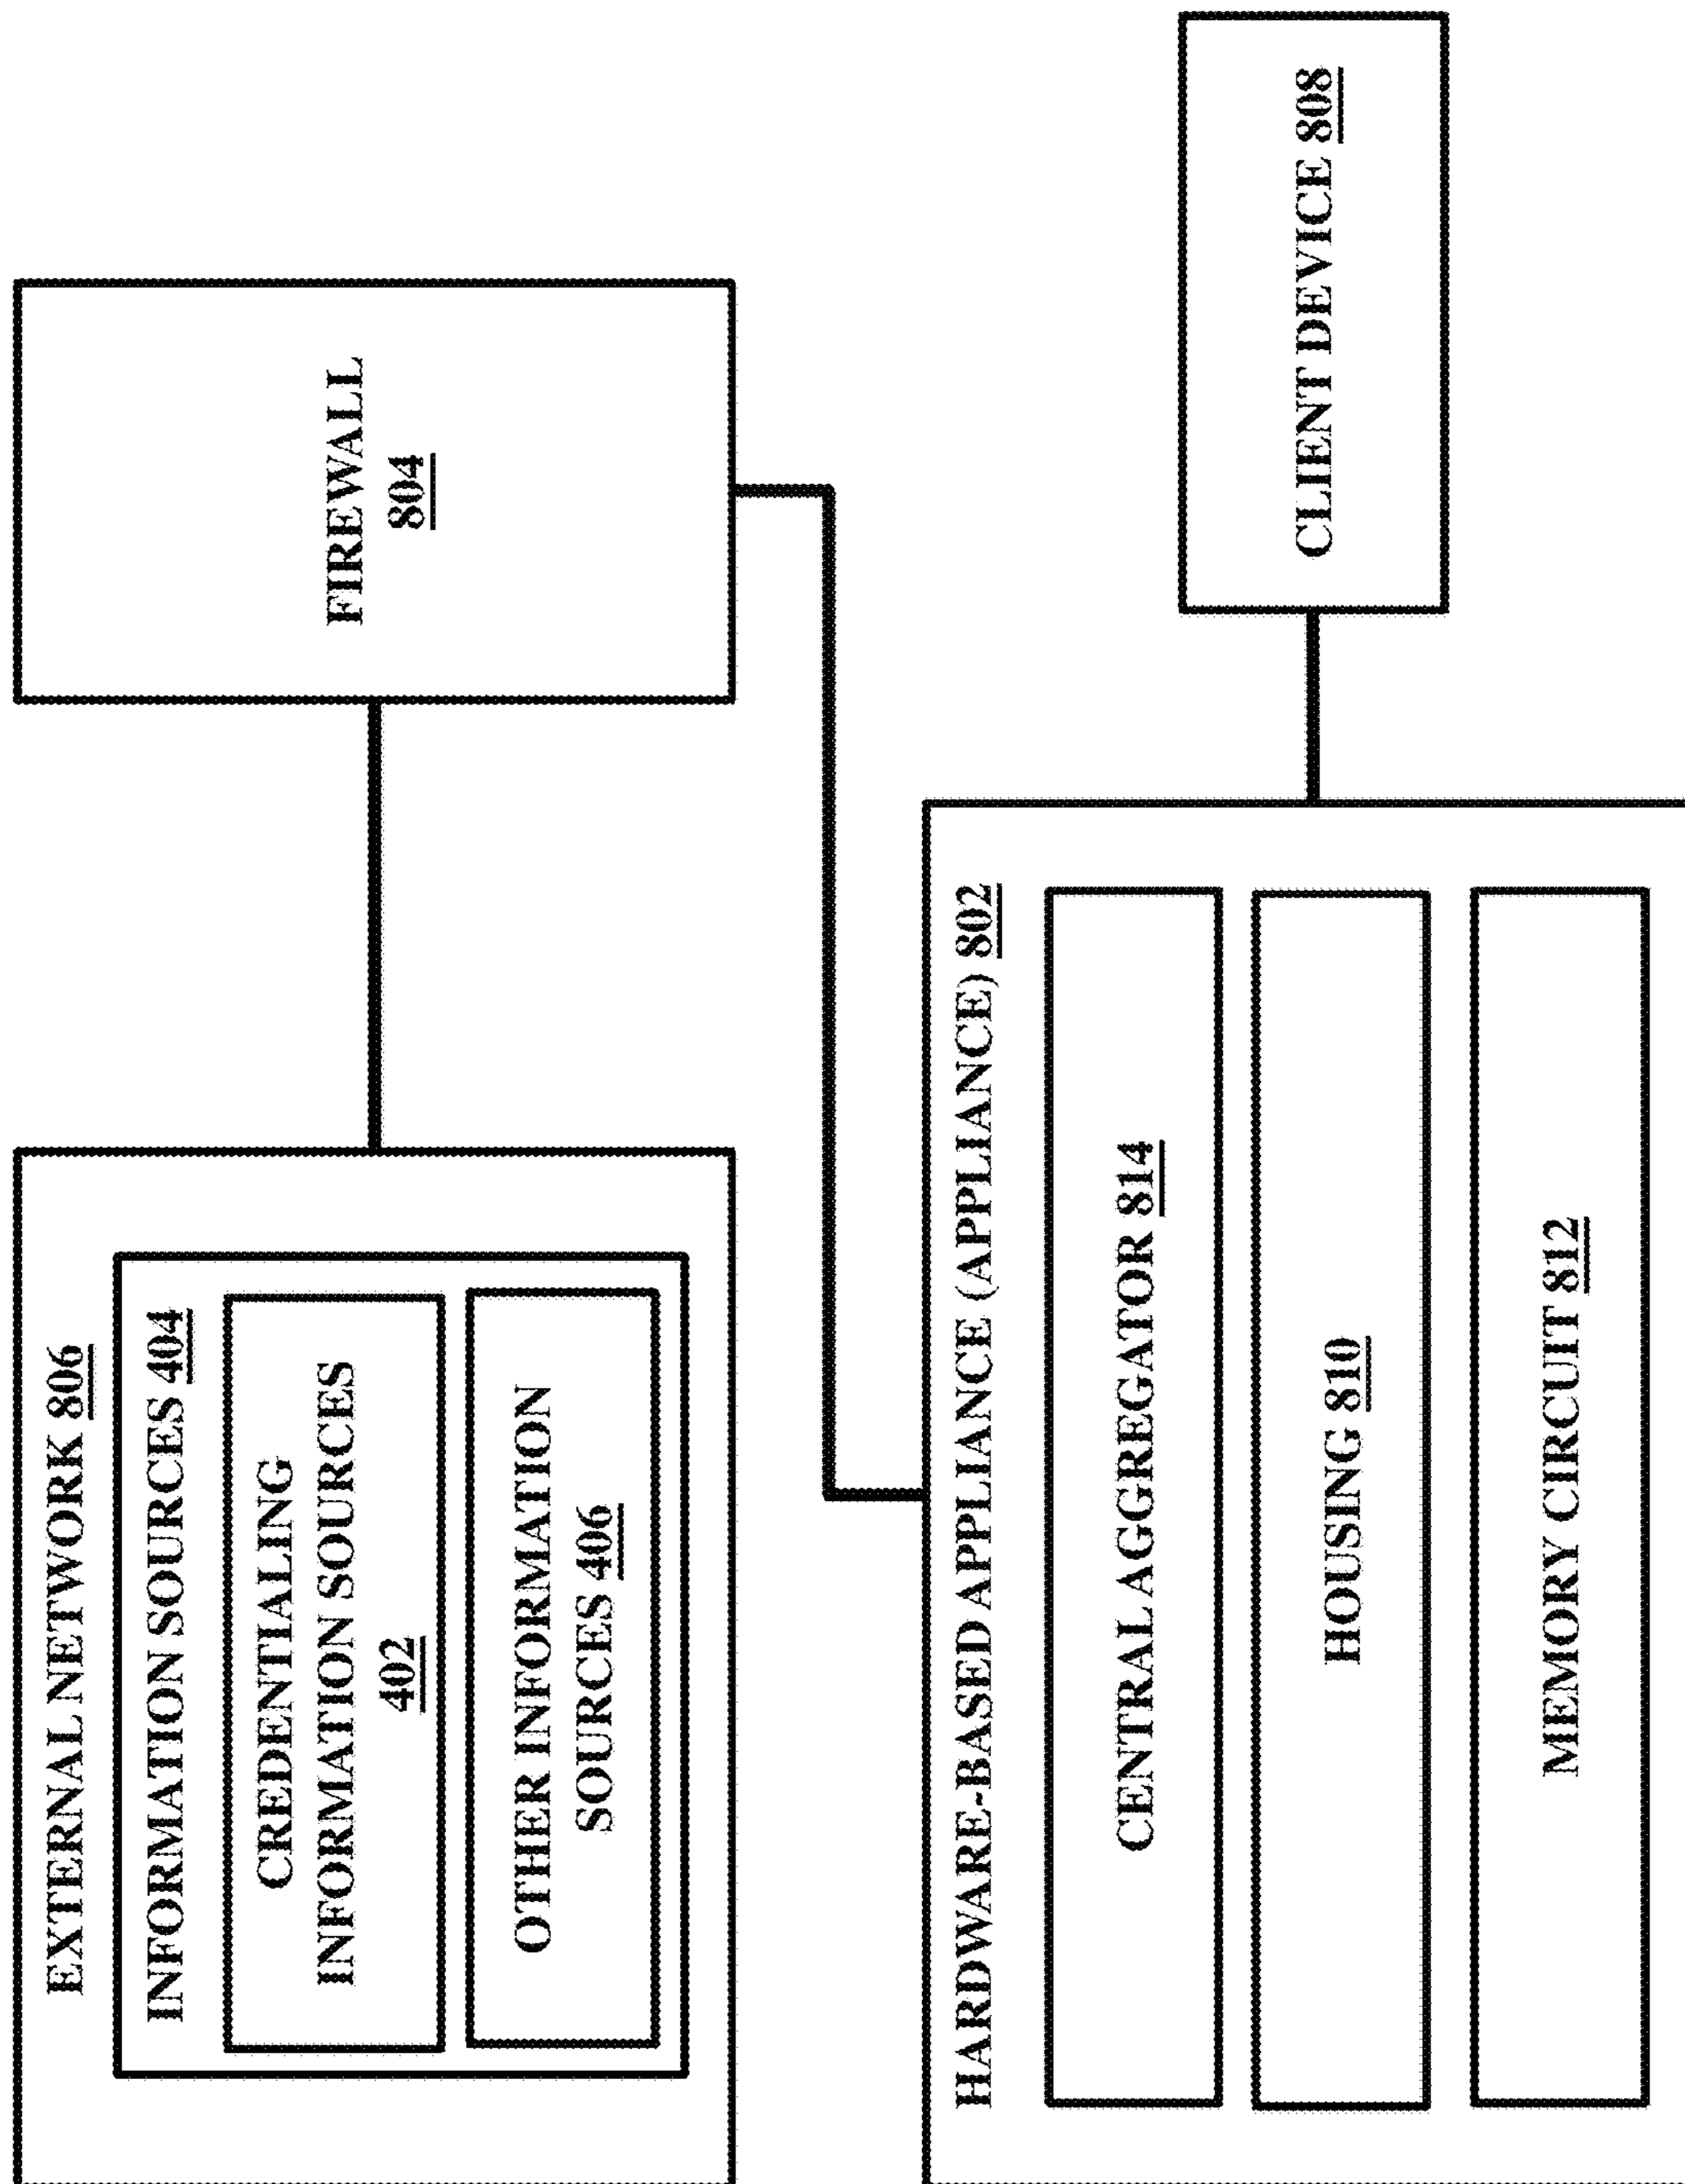 EXTERNAL NETWORK 806
INFORMATION SOURCES 404
CREDENTIALING
INFORMATION SOURCES
402
OTHER INFORMATION
SOURCES 406
FIREWALL
804
HARDWARE-BASED APPLIANCE (APPLIANCE) 802
CENTRAL AGGREGATOR 814
HOUSING 810
MEMORY CIRCUIT 812
CLIENT DEVICE 808